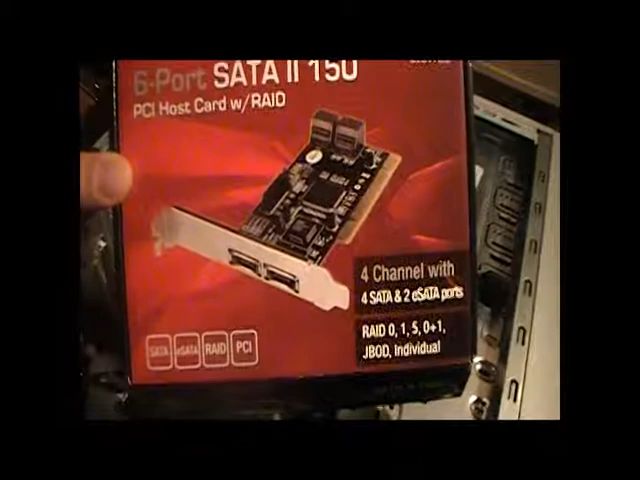 6-Port SATA II 150
PCI Host Card w/RAID
4 Channel with
4 SATA & 2 eSATA ports
RAID 0, 1, 5, 0+1,
JBOD, Individual
SATA eSATA RAID PCI